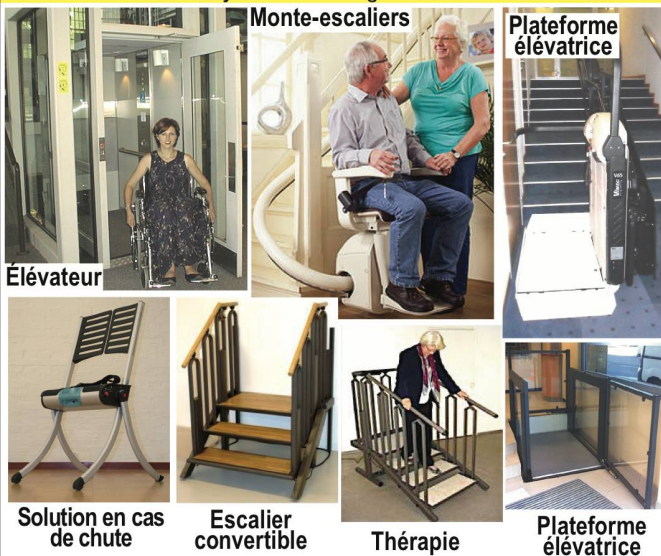 Monte-escaliers
Plateforme
élévatrice
Élévateur
Solution en cas
de chute
Escalier
convertible
Thérapie
Plateforme
élévatrice